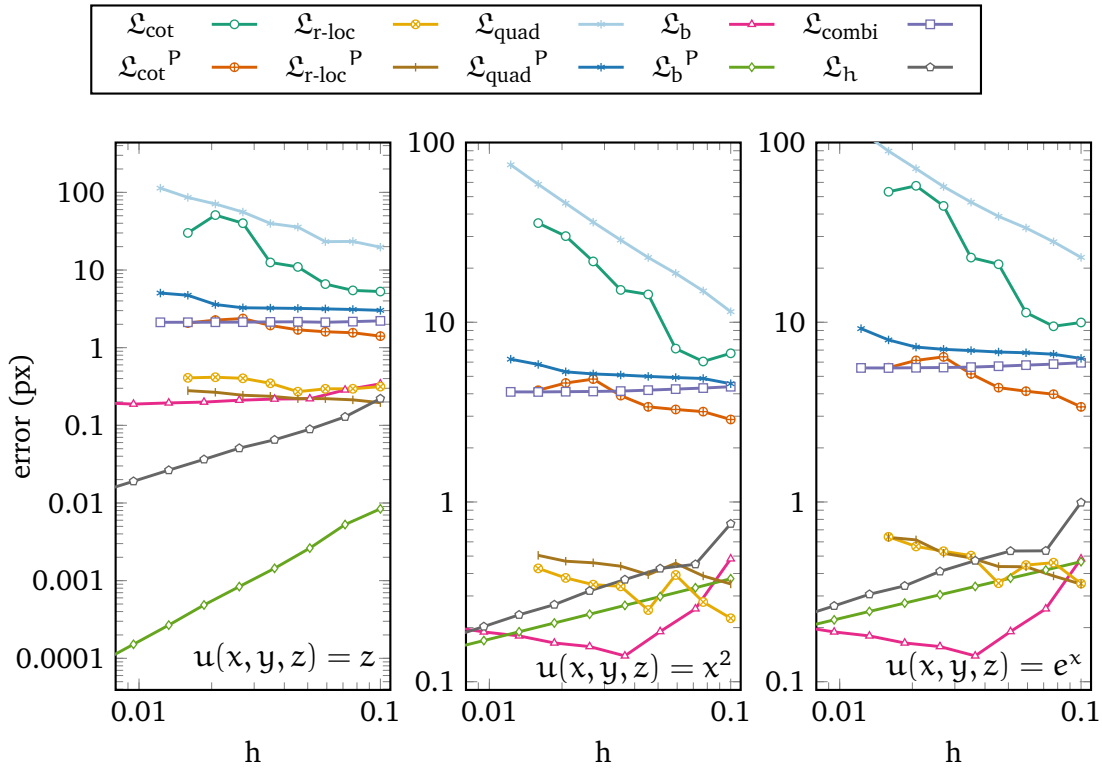 𝔏cot 𝔏r-loc 𝔏quad 𝔏b 𝔏combi
𝔏cot^P 𝔏r-loc^P 𝔏quad^P 𝔏b^P 𝔏h
error (px)
100
10
1
0.1
0.01
0.001
0.0001
u(x, y, z) = z
0.01 0.1
h
100
10
1
0.1
u(x, y, z) = x²
0.01 0.1
h
100
10
1
0.1
u(x, y, z) = eˣ
0.01 0.1
h